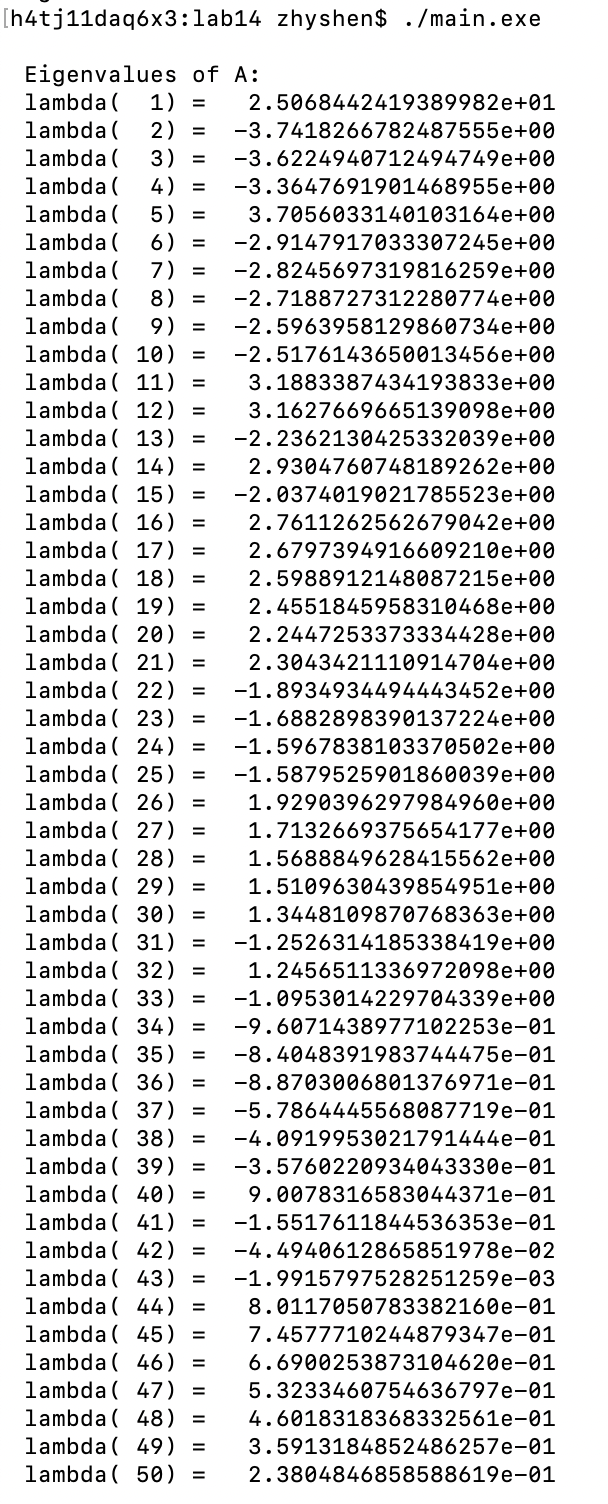 [h4tj11daq6x3:lab14 zhyshen$ ./main.exe
Eigenvalues of A:
lambda(  1) =   2.5068442419389982e+01
lambda(  2) =  -3.7418266782487555e+00
lambda(  3) =  -3.6224940712494749e+00
lambda(  4) =  -3.3647691901468955e+00
lambda(  5) =   3.7056033140103164e+00
lambda(  6) =  -2.9147917033307245e+00
lambda(  7) =  -2.8245697319816259e+00
lambda(  8) =  -2.7188727312280774e+00
lambda(  9) =  -2.5963958129860734e+00
lambda( 10) =  -2.5176143650013456e+00
lambda( 11) =   3.1883387434193833e+00
lambda( 12) =   3.1627669665139098e+00
lambda( 13) =  -2.2362130425332039e+00
lambda( 14) =   2.9304760748189262e+00
lambda( 15) =  -2.0374019021785523e+00
lambda( 16) =   2.7611262562679042e+00
lambda( 17) =   2.6797394916609210e+00
lambda( 18) =   2.5989121480872​15e+00
lambda( 19) =   2.4551845958310468e+00
lambda( 20) =   2.2447253373334428e+00
lambda( 21) =   2.3043421110914704e+00
lambda( 22) =  -1.8934934494443452e+00
lambda( 23) =  -1.6882898390137224e+00
lambda( 24) =  -1.5967838103370502e+00
lambda( 25) =  -1.5879525901860039e+00
lambda( 26) =   1.9290396297984960e+00
lambda( 27) =   1.7132669375654177e+00
lambda( 28) =   1.5688849628415562e+00
lambda( 29) =   1.5109630439854951e+00
lambda( 30) =   1.3448109870768363e+00
lambda( 31) =  -1.2526314185338419e+00
lambda( 32) =   1.2456511336972098e+00
lambda( 33) =  -1.0953014229704339e+00
lambda( 34) =  -9.6071438977102253e-01
lambda( 35) =  -8.4048391983744475e-01
lambda( 36) =  -8.8703006801376971e-01
lambda( 37) =  -5.7864445568087719e-01
lambda( 38) =  -4.0919953021791444e-01
lambda( 39) =  -3.5760220934043330e-01
lambda( 40) =   9.0078316583044371e-01
lambda( 41) =  -1.5517611844536353e-01
lambda( 42) =  -4.4940612865851978e-02
lambda( 43) =  -1.9915797528251259e-03
lambda( 44) =   8.0117050783382160e-01
lambda( 45) =   7.4577710244879347e-01
lambda( 46) =   6.6900253873104620e-01
lambda( 47) =   5.3233460754636797e-01
lambda( 48) =   4.6018318368332561e-01
lambda( 49) =   3.5913184852486257e-01
lambda( 50) =   2.3804846858588619e-01